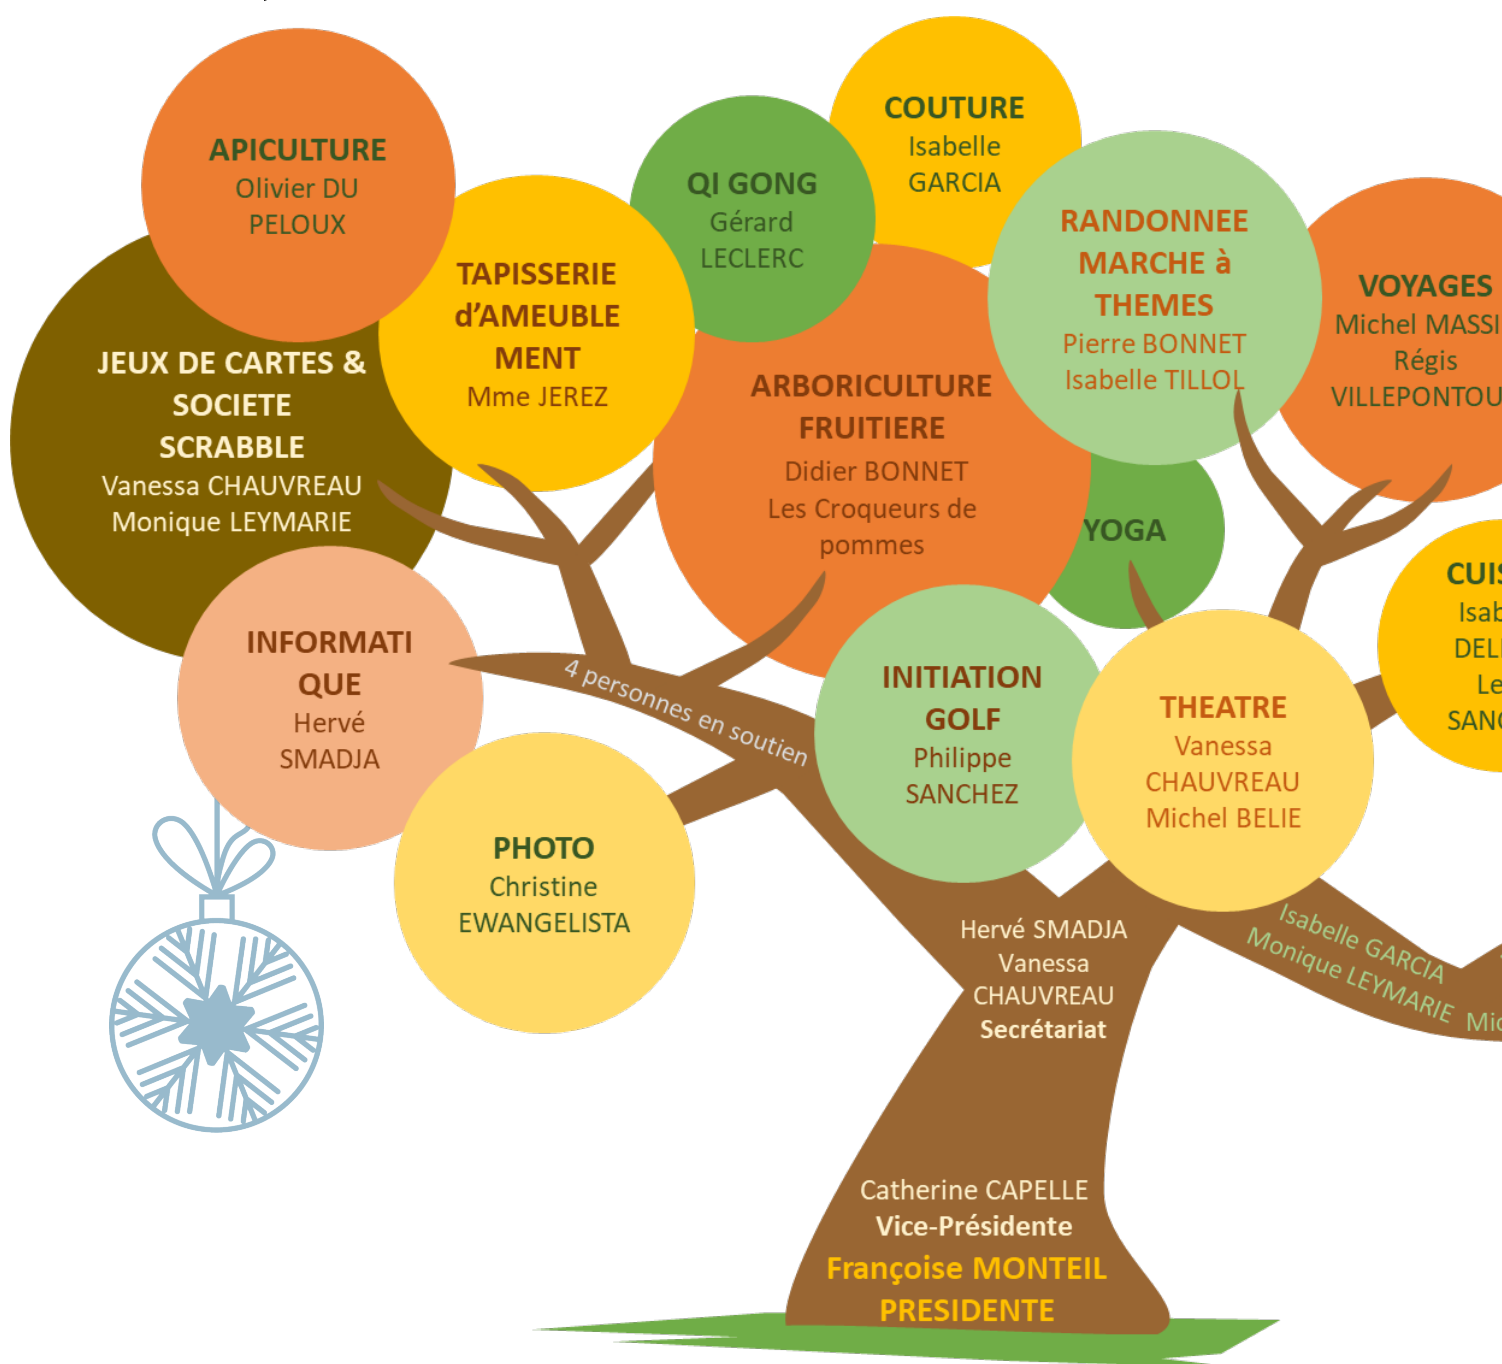 APICULTURE
Olivier DU
PELOUX
JEUX DE CARTES &
SOCIETE
SCRABBLE
Vanessa CHAUVREAU
Monique LEYMARIE
TAPISSERIE
d’AMEUBLE
MENT
Mme JEREZ
QI GONG
Gérard
LECLERC
COUTURE
Isabelle
GARCIA
ARBORICULTURE
FRUITIERE
Didier BONNET
Les Croqueurs de
pommes
RANDONNEE
MARCHE à
THEMES
Pierre BONNET
Isabelle TILLOL
VOYAGES
Michel
Régis
YOGA
INFORMATI
QUE
Hervé
SMADJA
PHOTO
Christine
EWANGELISTA
4 personnes en soutien
INITIATION
GOLF
Philippe
SANCHEZ
THEATRE
Vanessa
CHAUVREAU
Michel BELIE
Isabelle GARCIA
Monique LEYMARIE
Hervé SMADJA
Vanessa
CHAUVREAU
Secrétariat
Catherine CAPELLE
Vice-Présidente
Françoise MONTEIL
PRESIDENTE